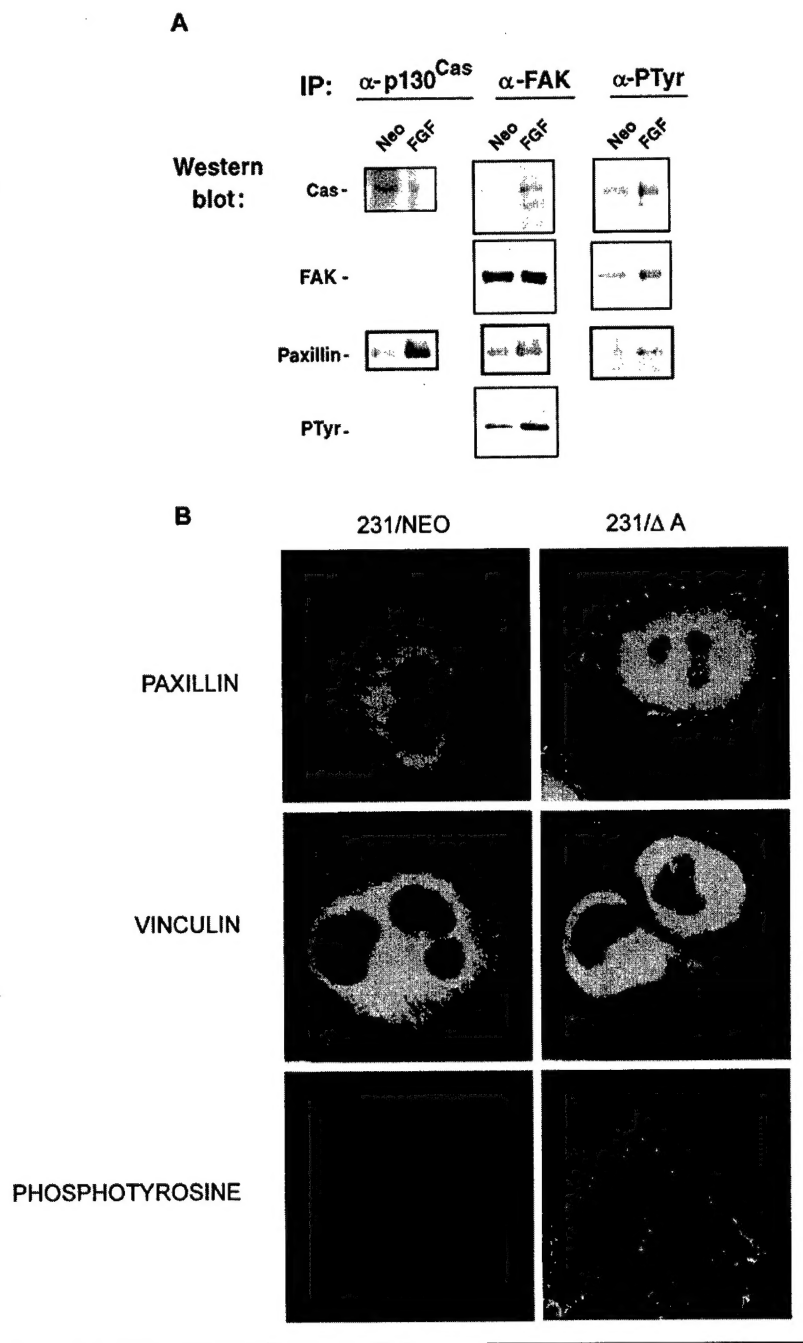 A
IP: α-p130Cas α-FAK α-PTyr
Neo FGF Neo FGF Neo FGF
Western
blot:
Cas-
FAK -
Paxillin-
PTyr-
B
231/NEO 231/Δ A
PAXILLIN
VINCULIN
PHOSPHOTYROSINE